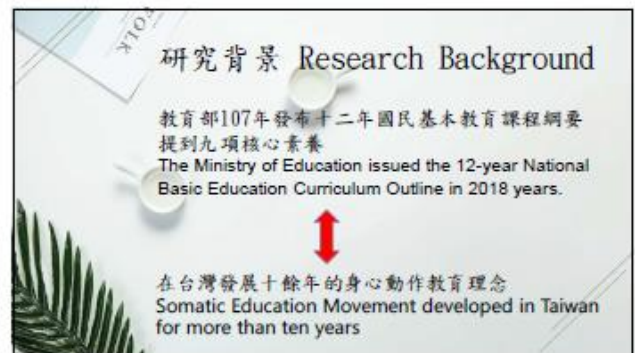 FOLK
研究背景 Research Background
教育部107年發布十二年國民基本教育課程綱要
提到九項核心素養
The Ministry of Education issued the 12-year National
Basic Education Curriculum Outline in 2018 years.
在台灣發展十餘年的身心動作教育理念
Somatic Education Movement developed in Taiwan
for more than ten years